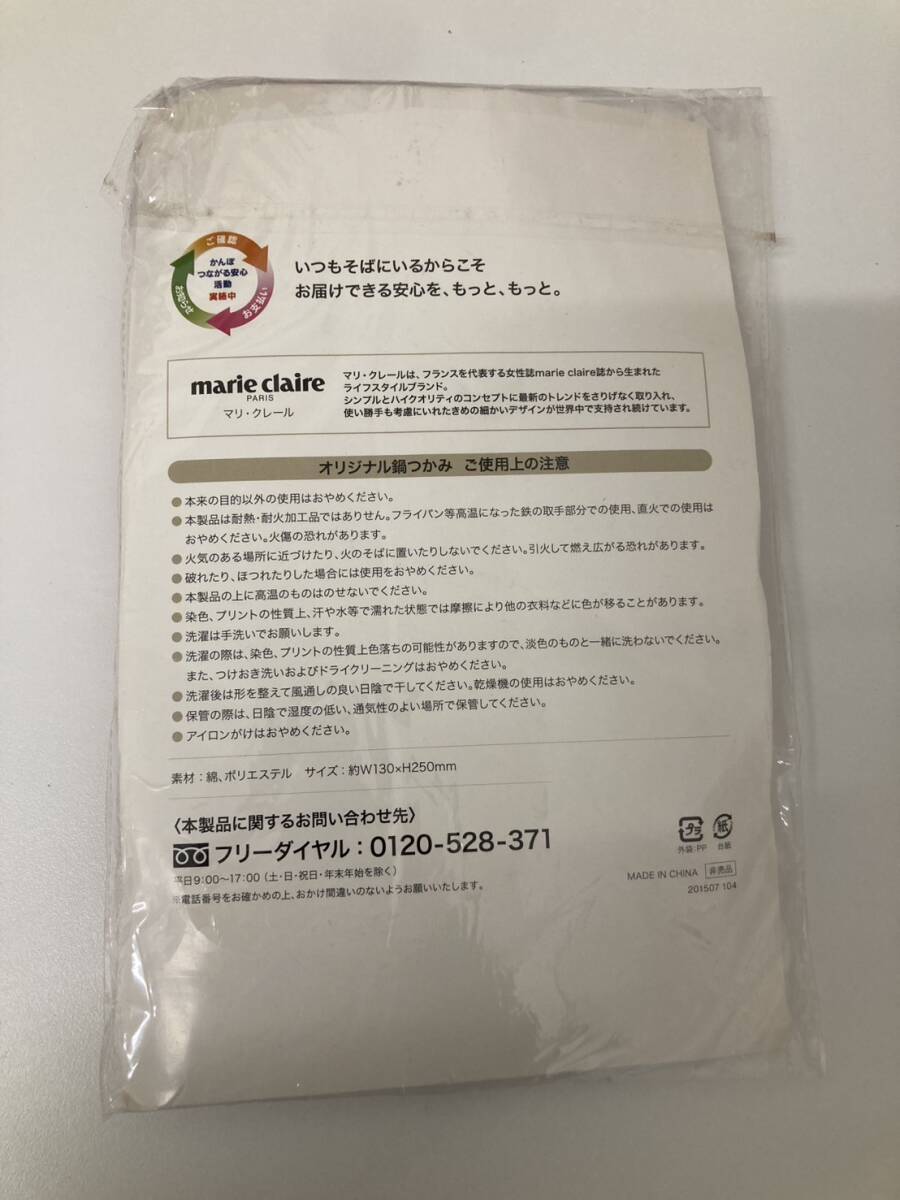 ご確認
かんぽ
つながる安心
活動
実施中
お知らせ
お支払い
いつもそばにいるからこそ
お届けできる安心を、もっと、もっと。
marie claire
PARIS
マリ・クレール
マリ・クレールは、フランスを代表する女性誌marie claire誌から生まれた
ライフスタイルブランド。
シンプルとハイクオリティのコンセプトに最新のトレンドをさりげなく取り入れ、
使い勝手も考慮にいれたきめの細かいデザインが世界中で支持され続けています。
オリジナル鍋つかみ ご使用上の注意
●本来の目的以外の使用はおやめください。
●本製品は耐熱・耐火加工品ではありせん。フライパン等高温になった鉄の取手部分での使用、直火での使用は
おやめください。火傷の恐れがあります。
●火気のある場所に近づけたり、火のそばに置いたりしないでください。引火して燃え広がる恐れがあります。
●破れたり、ほつれたりした場合には使用をおやめください。
●本製品の上に高温のものはのせないでください。
●染色、プリントの性質上、汗や水等で濡れた状態では摩擦により他の衣料などに色が移ることがあります。
●洗濯は手洗いでお願いします。
●洗濯の際は、染色、プリントの性質上色落ちの可能性がありますので、淡色のものと一緒に洗わないでください。
また、つけおき洗いおよびドライクリーニングはおやめください。
●洗濯後は形を整えて風通しの良い日陰で干してください。乾燥機の使用はおやめください。
●保管の際は、日陰で湿度の低い、通気性のよい場所で保管してください。
●アイロンがけはおやめください。
素材：綿、ポリエステル サイズ：約W130×H250mm
〈本製品に関するお問い合わせ先〉
フリーダイヤル：0120-528-371
平日9:00〜17:00（土・日・祝日・年末年始を除く）
※電話番号をお確かめの上、おかけ間違いのないようお願いいたします。
プラ
外袋:PP
紙
台紙
MADE IN CHINA 非売品
201507 104